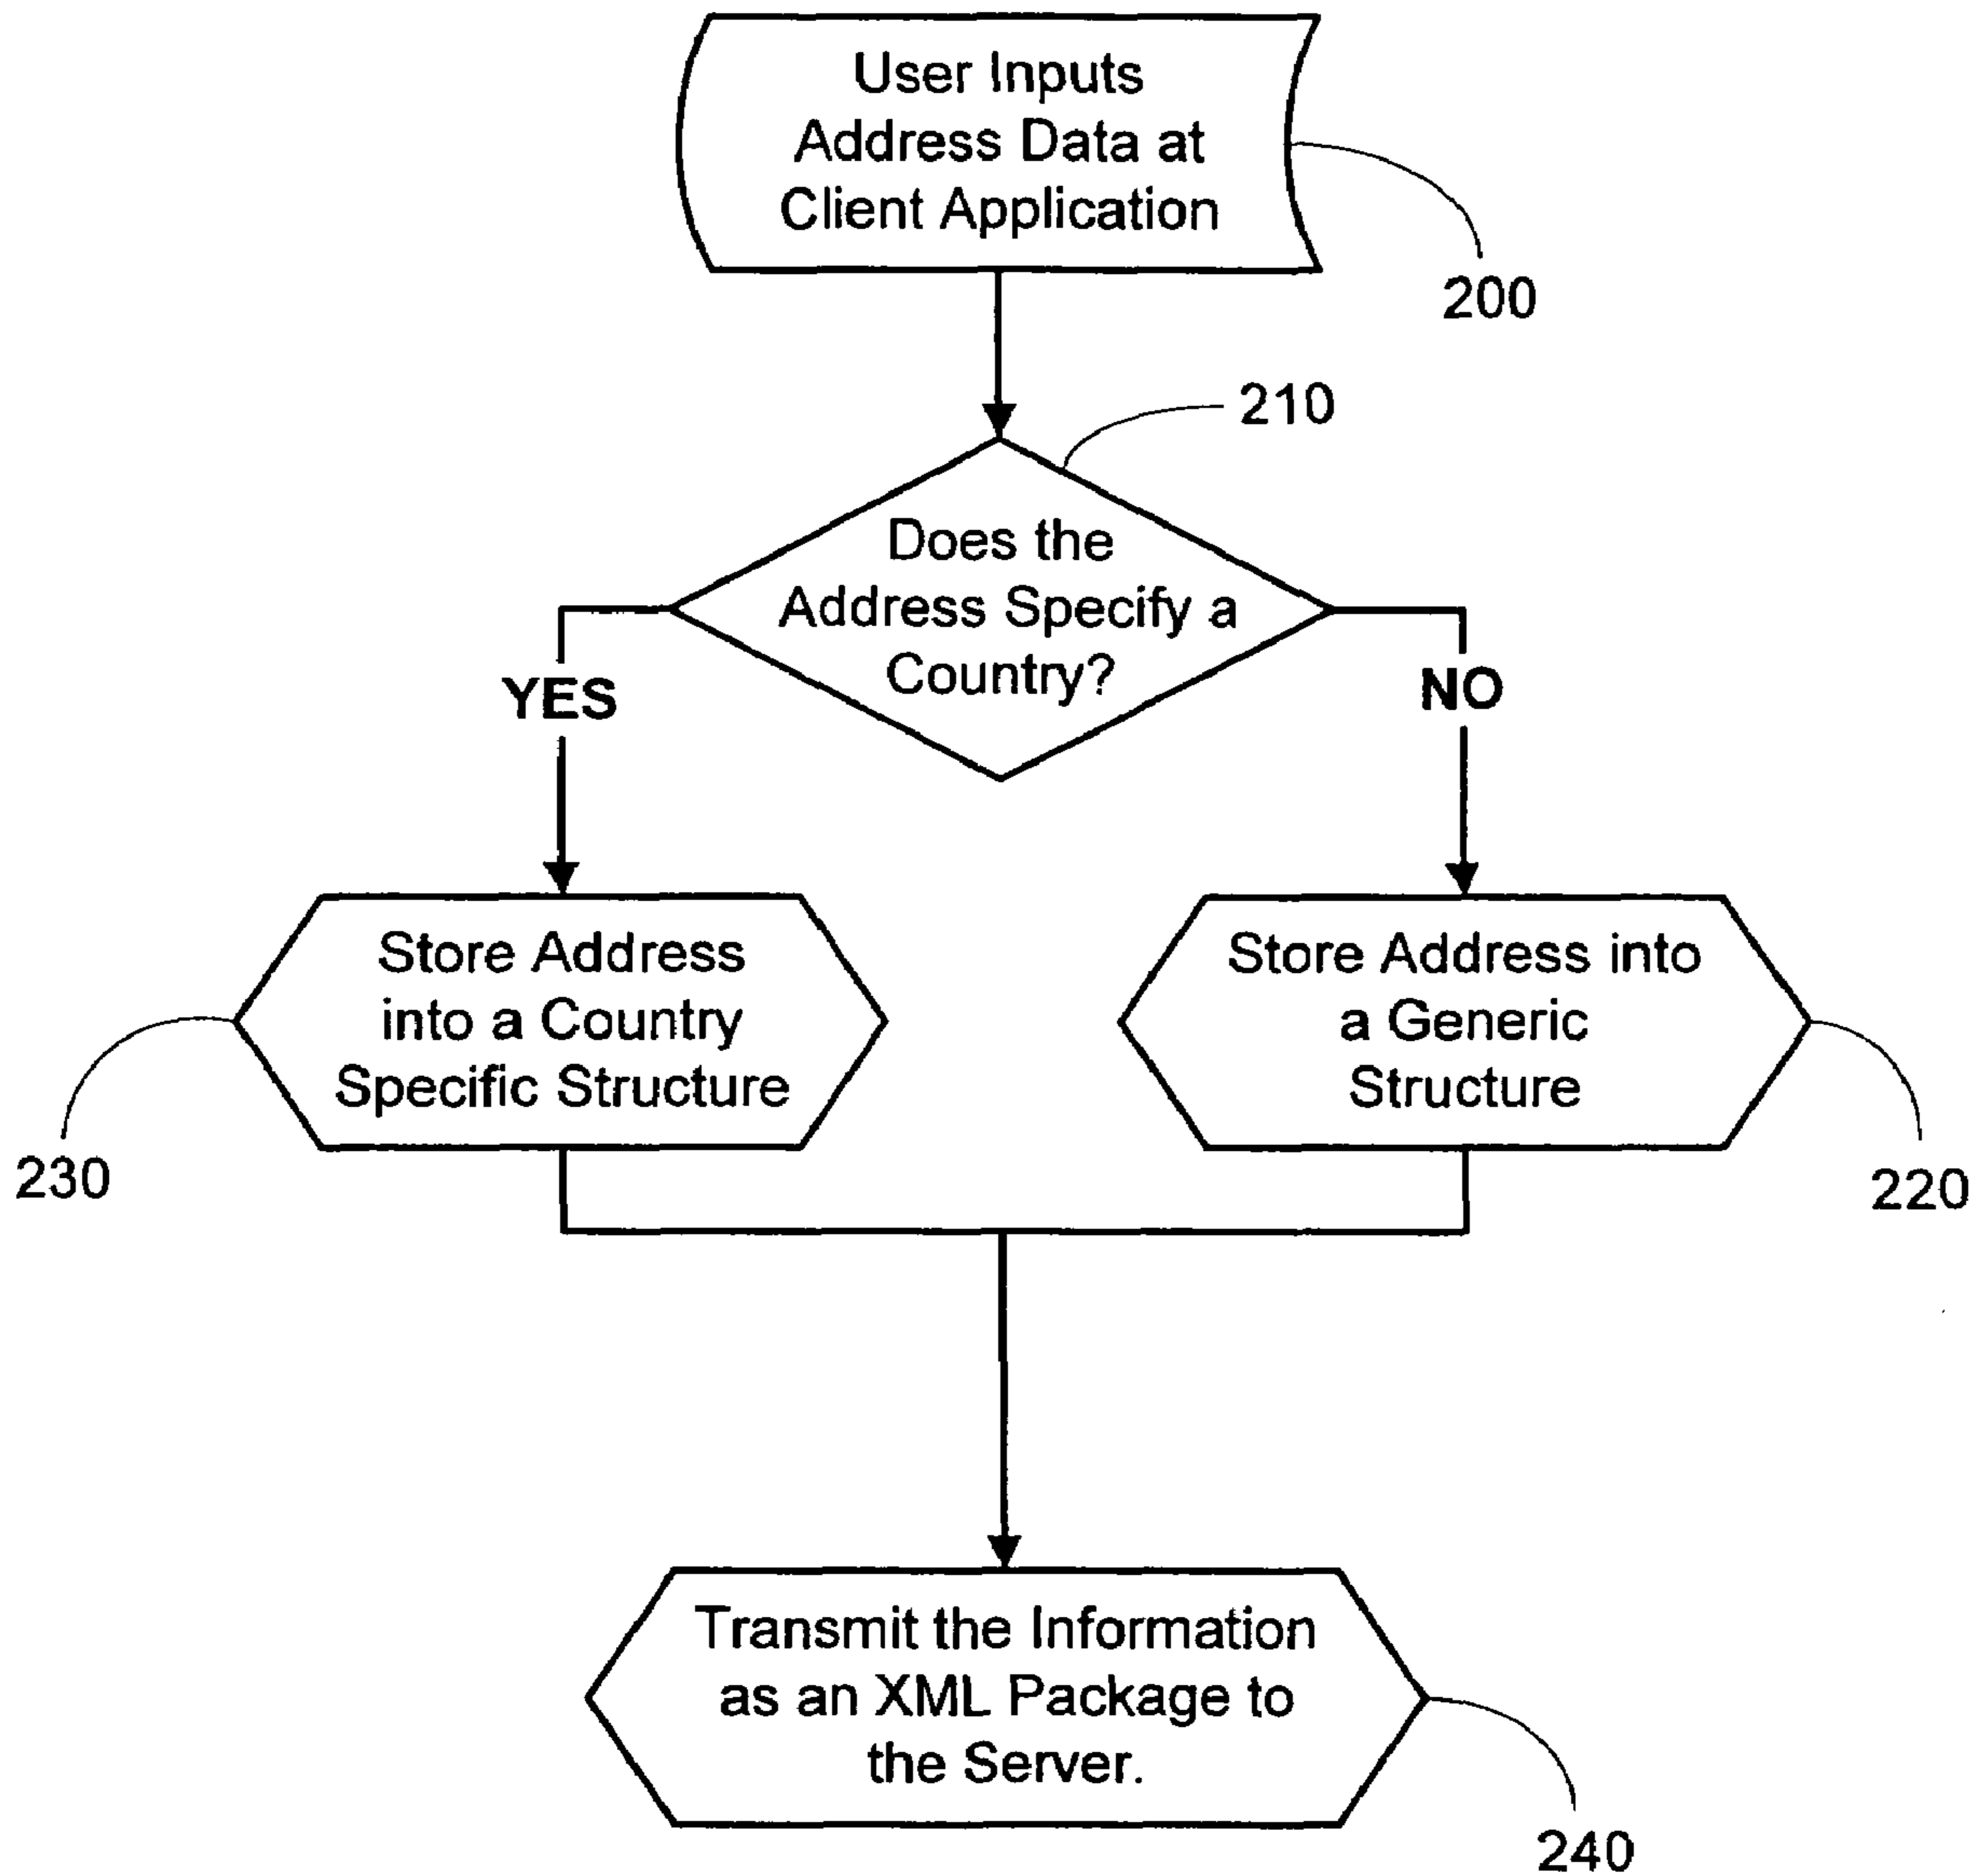 User Inputs
Address Data at
Client Application
200
210
Does the
Address Specify a
Country?
YES
NO
Store Address
into a Country
Specific Structure
230
Store Address into
a Generic
Structure
220
Transmit the Information
as an XML Package to
the Server.
240